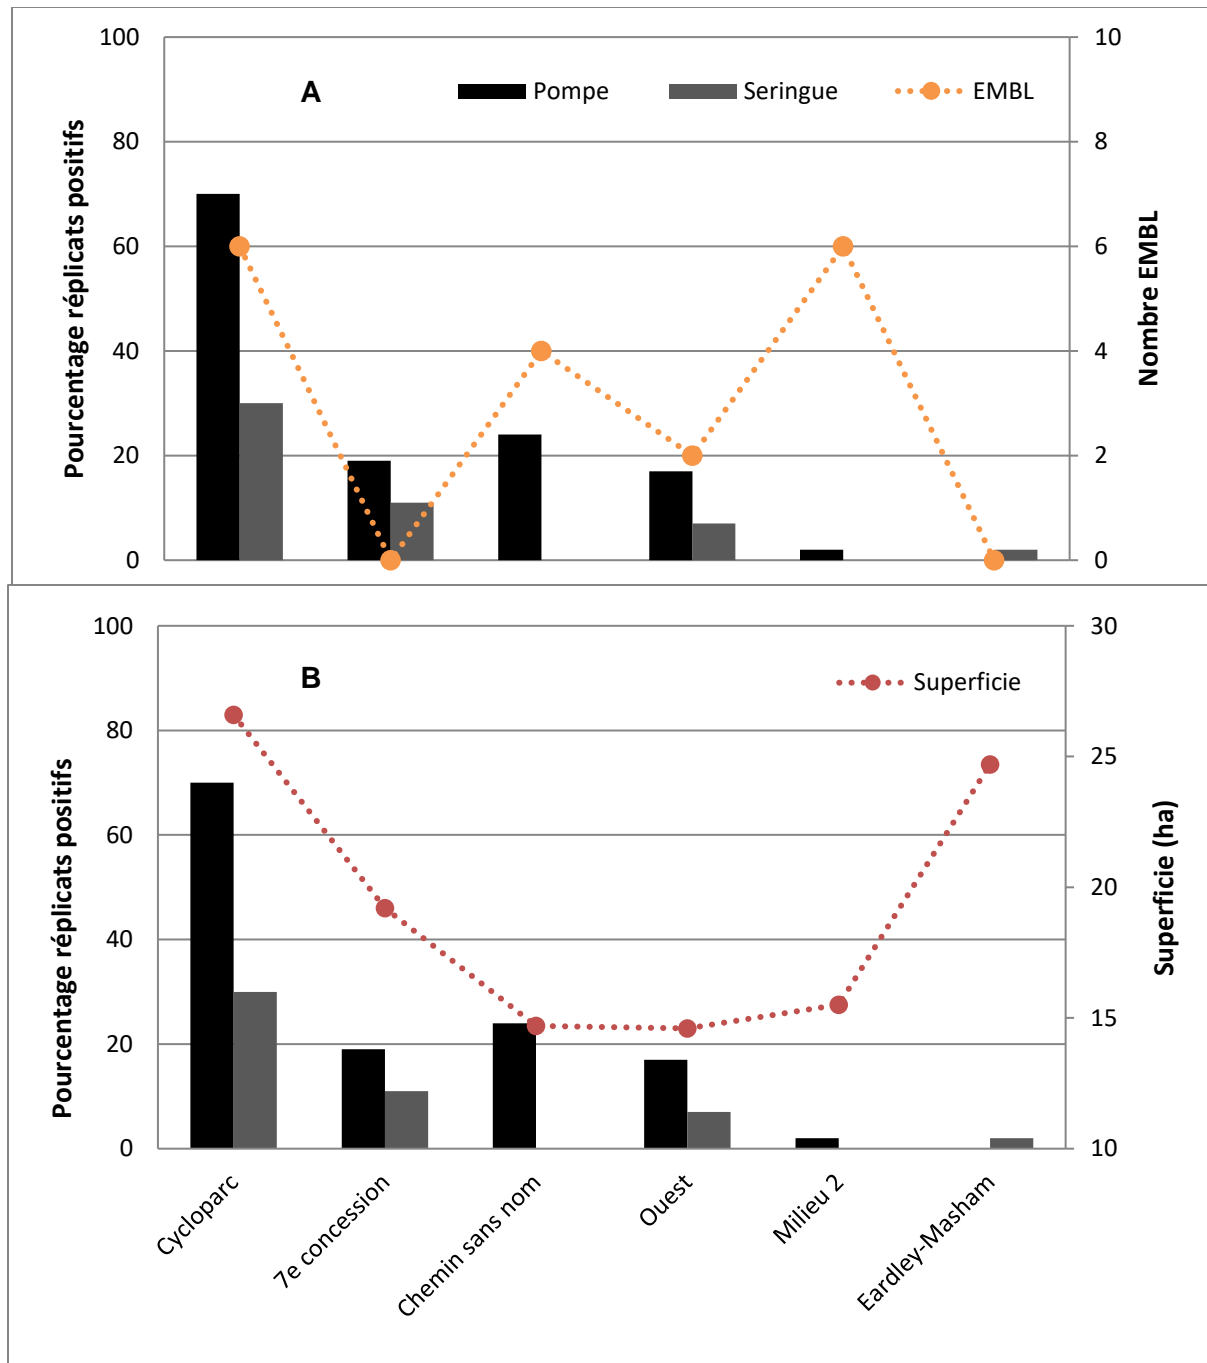 A
Pompe
Seringue
EMBL
100
80
60
40
20
0
10
8
6
4
2
0
Pourcentage réplicats positifs
Nombre EMBL
B
Superficie
100
80
60
40
20
0
30
25
20
15
10
Pourcentage réplicats positifs
Superficie (ha)
Cycloparc
7e concession
Chemin sans nom
Ouest
Milieu 2
Eardley-Masham